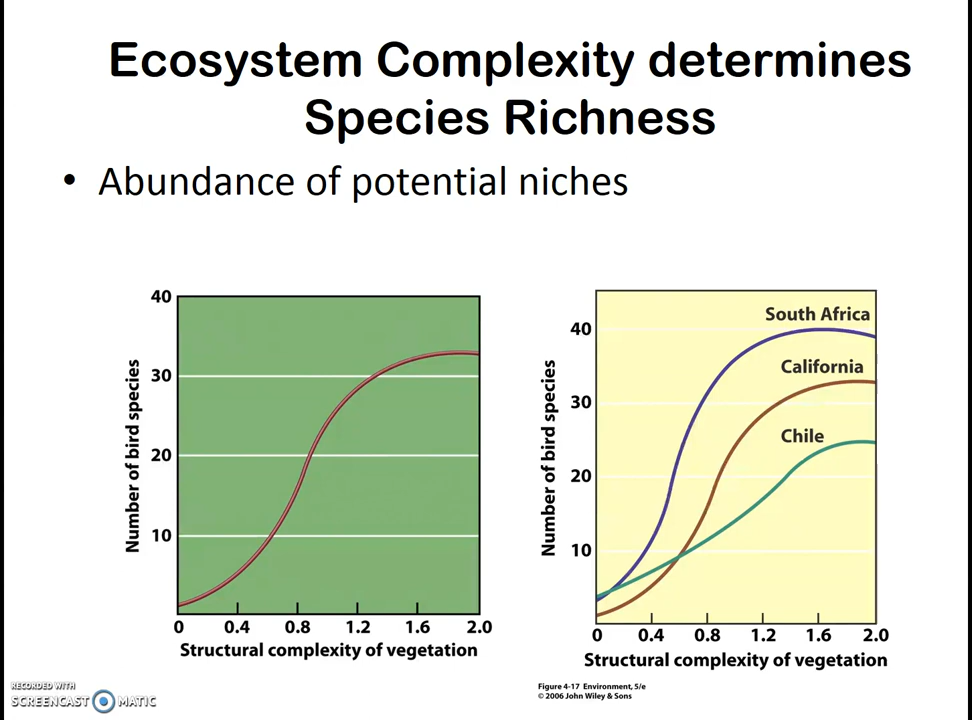 Ecosystem Complexity determines
Species Richness
• Abundance of potential niches
40
30
20
10
Number of bird species
0 0.4 0.8 1.2 1.6 2.0
Structural complexity of vegetation
40
30
20
10
Number of bird species
South Africa
California
Chile
0 0.4 0.8 1.2 1.6 2.0
Structural complexity of vegetation
Figure 4-17 Environment, 5/e
© 2006 John Wiley & Sons
RECORDED WITH
SCREENCAST MATIC